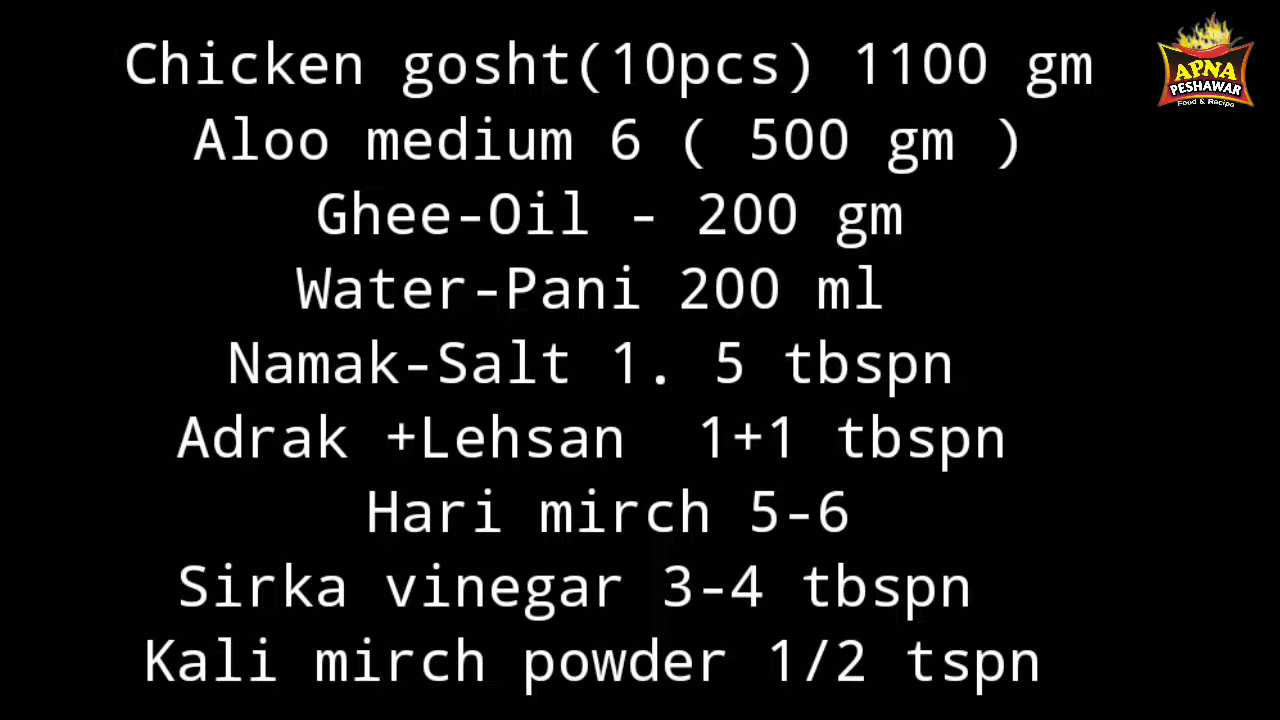 Chicken gosht(10pcs) 1100 gm
Aloo medium 6 ( 500 gm )
Ghee-Oil - 200 gm
Water-Pani 200 ml
Namak-Salt 1. 5 tbspn
Adrak +Lehsan  1+1 tbspn
Hari mirch 5-6
Sirka vinegar 3-4 tbspn
Kali mirch powder 1/2 tspn
APNA
PESHAWAR
Food & Recipe